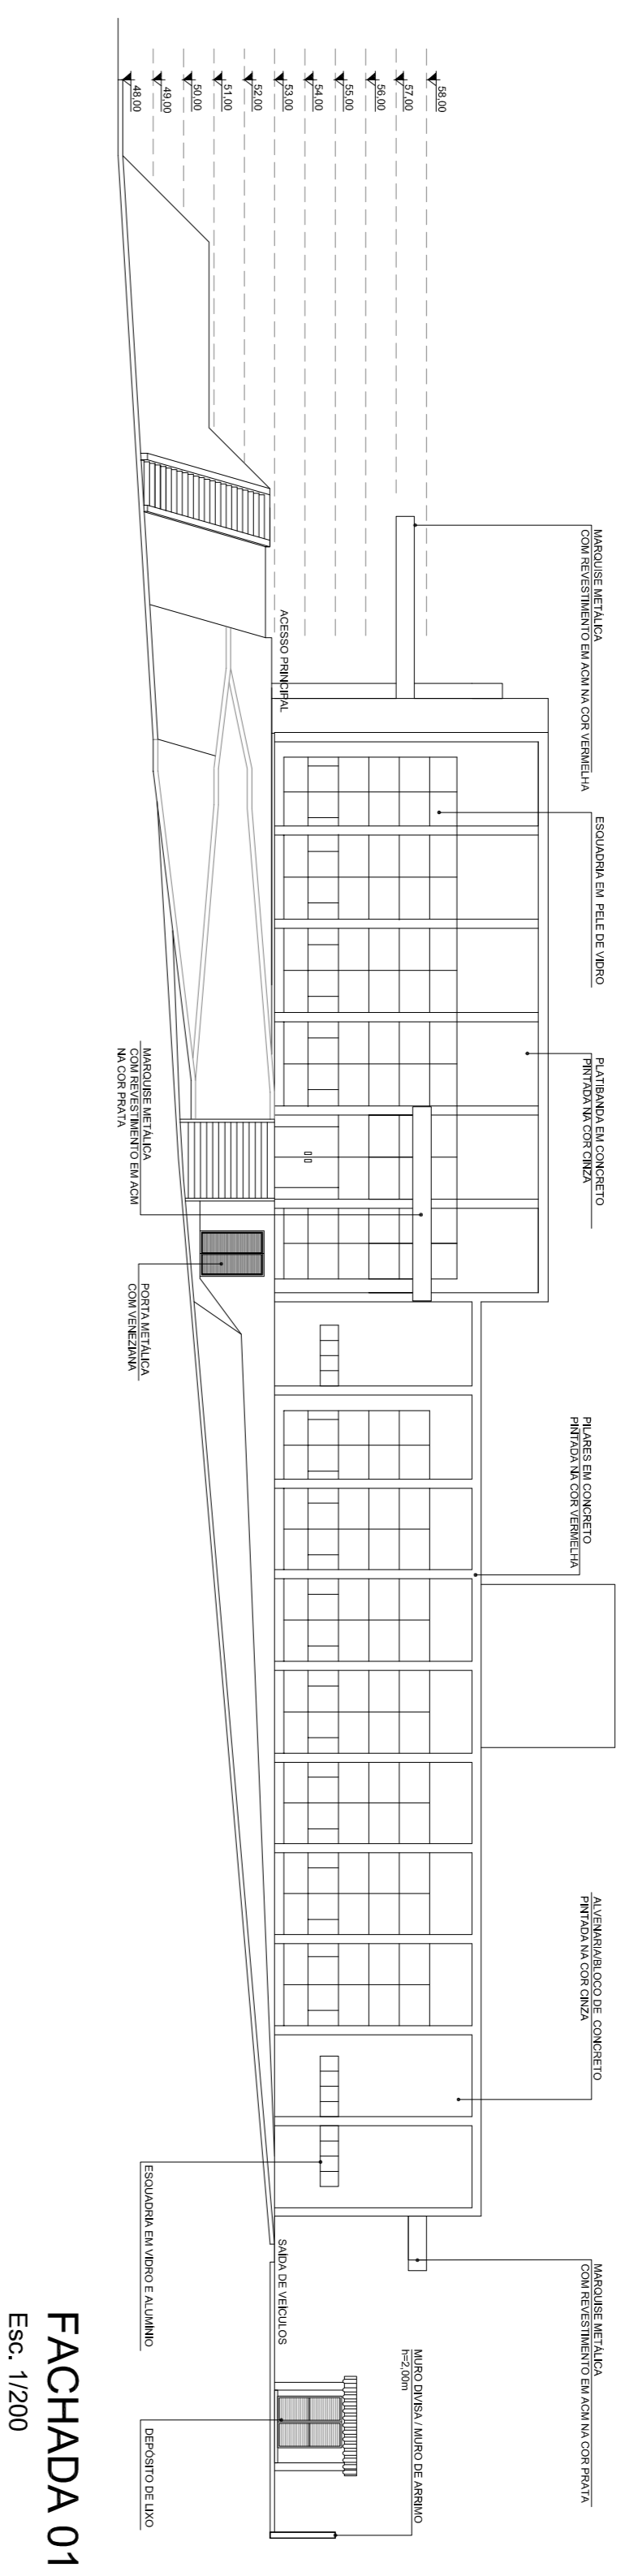 58,00
57,00
56,00
55,00
54,00
53,00
52,00
51,00
50,00
49,00
48,00
MARQUISE METÁLICA
COM REVESTIMENTO EM ACM NA COR VERMELHA
ESQUADRIA EM PELE DE VIDRO
PLATIBANDA EM CONCRETO
PINTADA NA COR CINZA
PILARES EM CONCRETO
PINTADA NA COR VERMELHA
ALVENARIA/BLOCO DE CONCRETO
PINTADA NA COR CINZA
MARQUISE METÁLICA
COM REVESTIMENTO EM ACM NA COR PRATA
MURO DIVISA / MURO DE ARRIMO
h=2,00m
ACESSO PRINCIPAL
SAÍDA DE VEÍCULOS
MARQUISE METÁLICA
COM REVESTIMENTO EM ACM
NA COR PRATA
PORTA METÁLICA
COM VENEZIANA
ESQUADRIA EM VIDRO E ALUMÍNIO
DEPÓSITO DE LIXO
FACHADA 01
Esc. 1/200